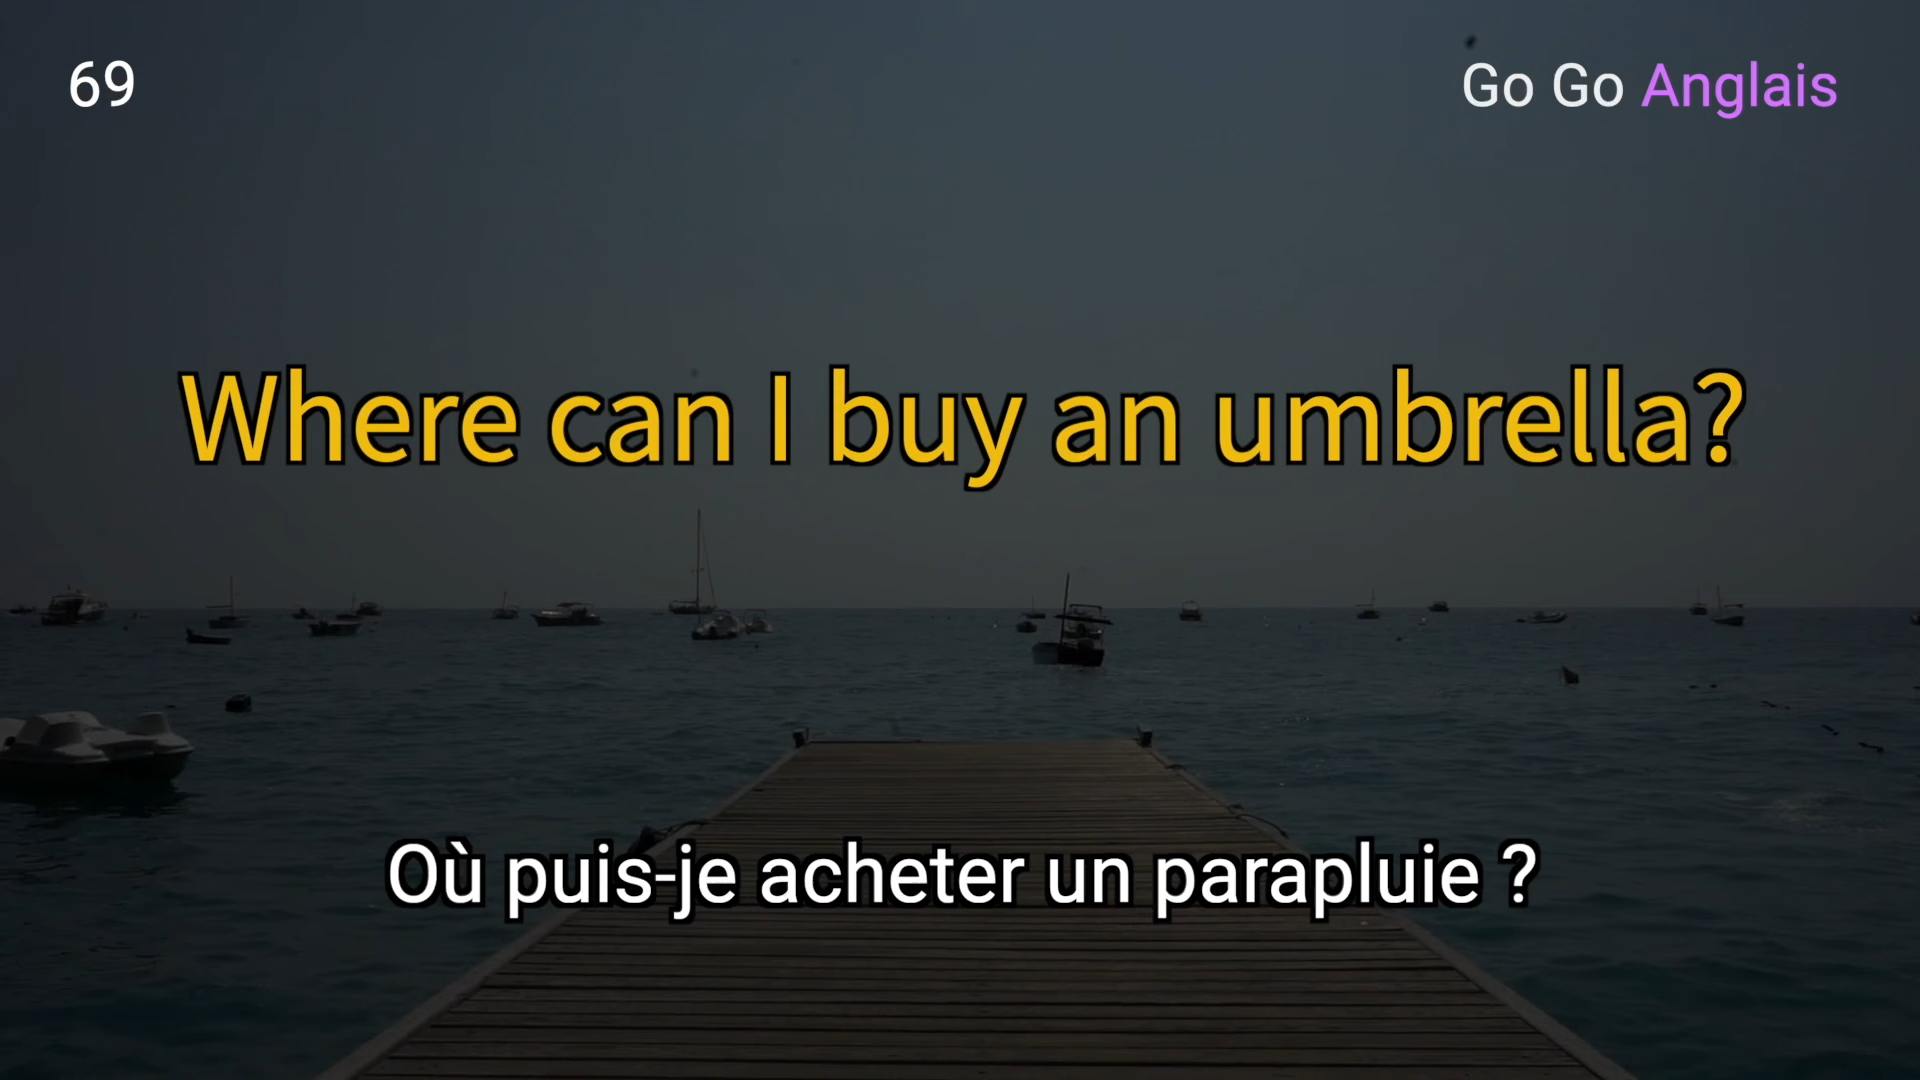 69
Go Go Anglais
Where can I buy an umbrella?
Où puis-je acheter un parapluie ?